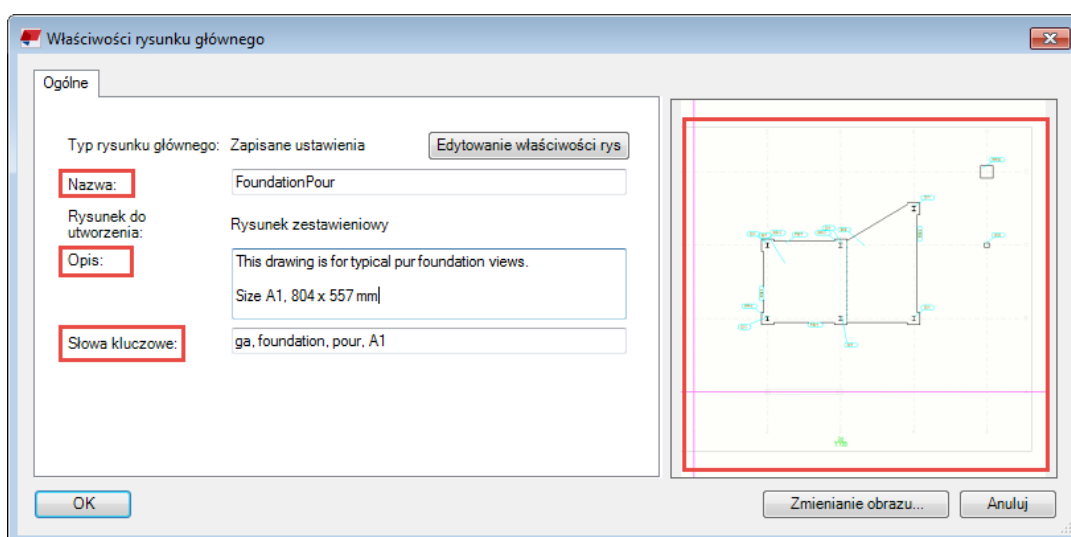 Właściwości rysunku głównego
Ogólne
Typ rysunku głównego: Zapisane ustawienia Edytowanie właściwości rys
Nazwa: FoundationPour
Rysunek do
utworzenia: Rysunek zestawieniowy
Opis: This drawing is for typical pur foundation views.
Size A1, 804 x 557 mm
Słowa kluczowe: ga, foundation, pour, A1
OK Zmienianie obrazu... Anuluj